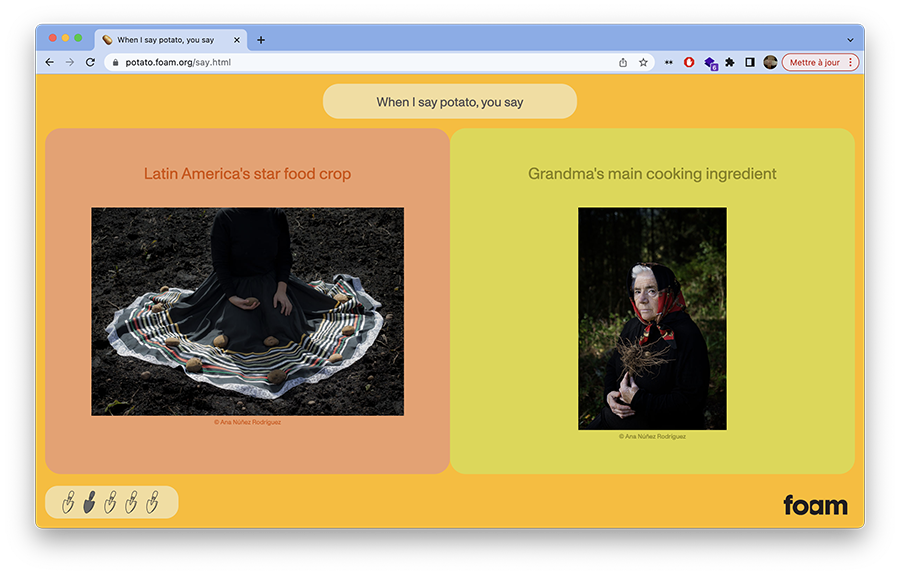 When I say potato, you say
potato.foam.org/say.html
6
Mettre à jour
When I say potato, you say
Latin America's star food crop
Grandma's main cooking ingredient
© Ana Núñez Rodríguez
© Ana Núñez Rodríguez
foam